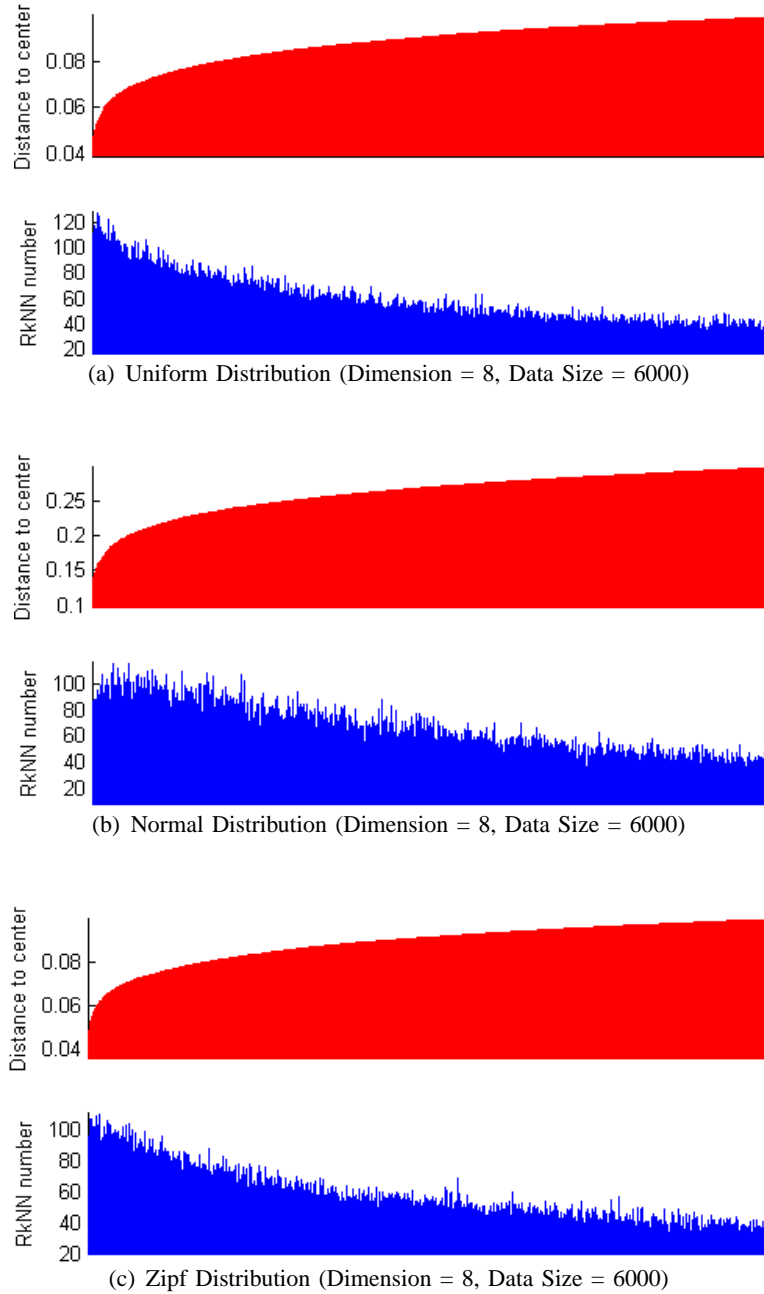 Distance to center
0.08
0.06
0.04
RkNN number
120
100
80
60
40
20
(a) Uniform Distribution (Dimension = 8, Data Size = 6000)
Distance to center
0.25
0.2
0.15
0.1
RkNN number
100
80
60
40
20
(b) Normal Distribution (Dimension = 8, Data Size = 6000)
Distance to center
0.08
0.06
0.04
RkNN number
100
80
60
40
20
(c) Zipf Distribution (Dimension = 8, Data Size = 6000)